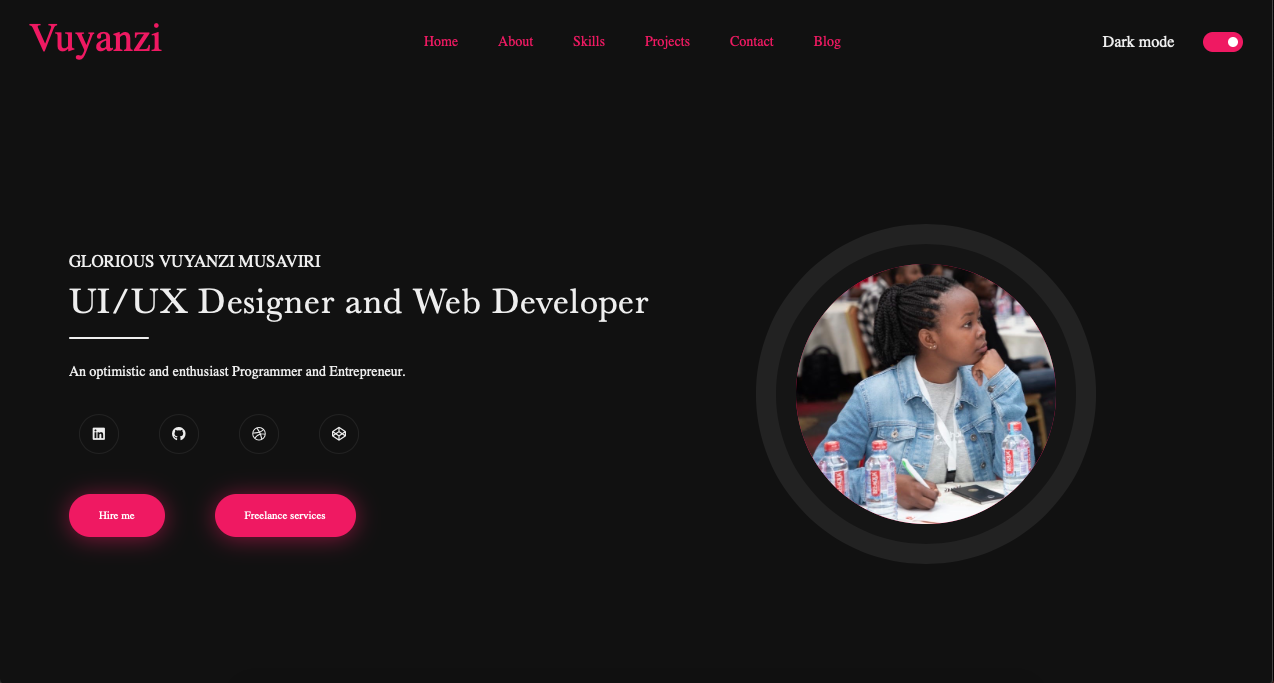 Vuyanzi
Home About Skills Projects Contact Blog
Dark mode
GLORIOUS VUYANZI MUSAVIRI
UI/UX Designer and Web Developer
An optimistic and enthusiast Programmer and Entrepreneur.
in
Hire me
Freelance services